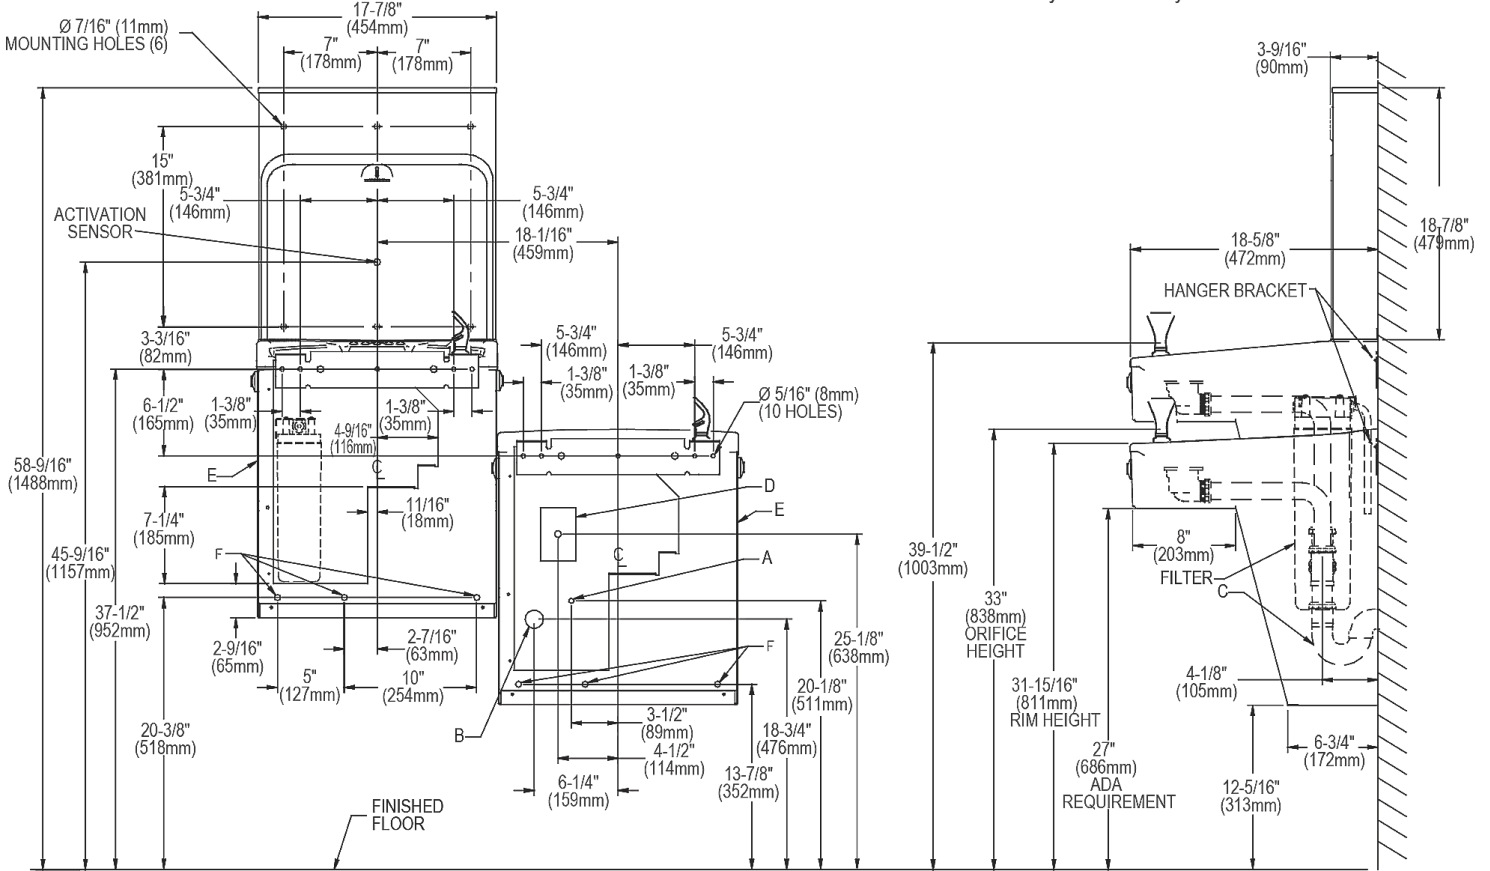 17-7/8"
(454mm)
Ø 7/16" (11mm)
MOUNTING HOLES (6)
7"
(178mm)
7"
(178mm)
3-9/16"
(90mm)
15"
(381mm)
5-3/4"
(146mm)
5-3/4"
(146mm)
ACTIVATION
SENSOR
18-1/16"
(459mm)
18-7/8"
(479mm)
18-5/8"
(472mm)
HANGER BRACKET
3-3/16"
(82mm)
5-3/4"
(146mm)
5-3/4"
(146mm)
1-3/8"
(35mm)
1-3/8"
(35mm)
Ø 5/16" (8mm)
(10 HOLES)
6-1/2"
(165mm)
1-3/8"
(35mm)
1-3/8"
(35mm)
4-9/16"
(116mm)
C
E
58-9/16"
(1488mm)
D
E
11/16"
(18mm)
7-1/4"
(185mm)
F
C
A
45-9/16"
(1157mm)
39-1/2"
(1003mm)
8"
(203mm)
FILTER
C
37-1/2"
(952mm)
33"
(838mm)
ORIFICE
HEIGHT
2-9/16"
(65mm)
2-7/16"
(63mm)
25-1/8"
(638mm)
F
5"
(127mm)
10"
(254mm)
20-1/8"
(511mm)
31-15/16"
(811mm)
RIM HEIGHT
4-1/8"
(105mm)
20-3/8"
(518mm)
B
3-1/2"
(89mm)
18-3/4"
(476mm)
4-1/2"
(114mm)
13-7/8"
(352mm)
27"
(686mm)
ADA
REQUIREMENT
6-3/4"
(172mm)
6-1/4"
(159mm)
12-5/16"
(313mm)
FINISHED
FLOOR